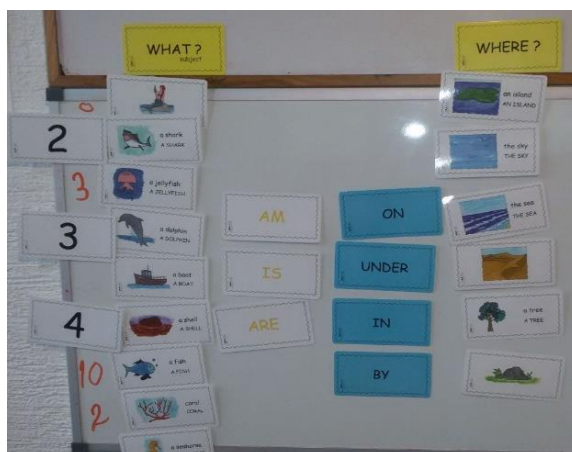 WHAT ?
subject
WHERE ?
an island
AN ISLAND
2
a shark
A SHARK
the sky
THE SKY
3
a jellyfish
A JELLYFISH
AM
ON
the sea
THE SEA
3
a dolphin
A DOLPHIN
IS
UNDER
a boat
A BOAT
4
a shell
A SHELL
ARE
IN
a tree
A TREE
10
a fish
A FISH
BY
2
coral
CORAL